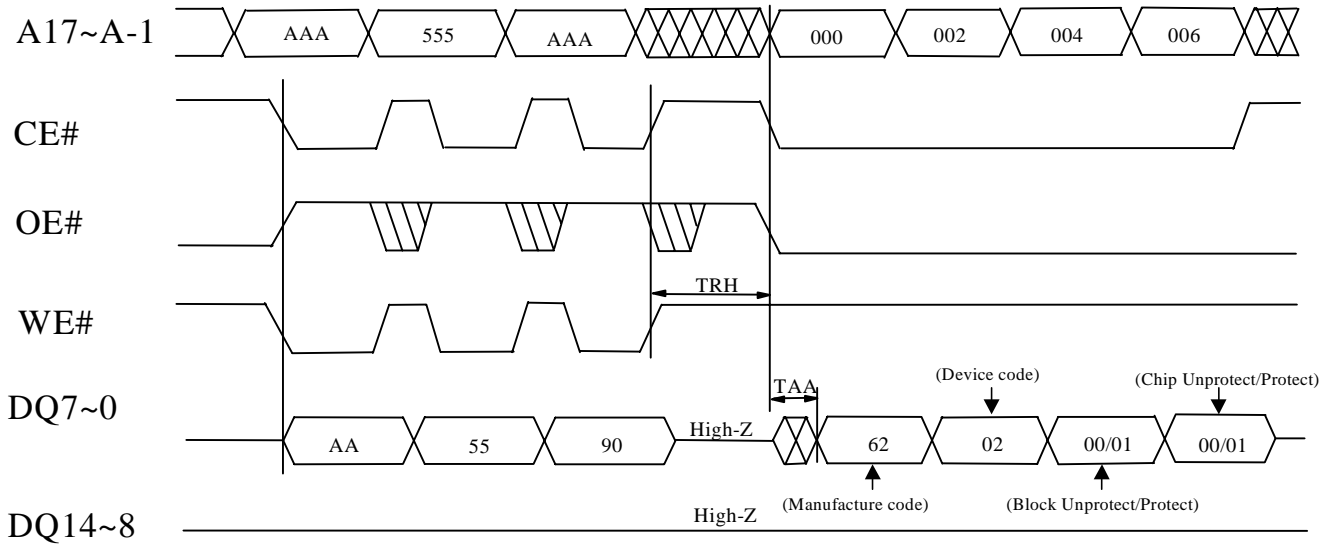 A17~A-1 AAA 555 AAA 000 002 004 006
CE#
OE#
TRH
WE#
TAA (Device code) (Chip Unprotect/Protect)
DQ7~0
AA 55 90 High-Z 62 02 00/01 00/01
(Manufacture code) (Block Unprotect/Protect)
DQ14~8 High-Z